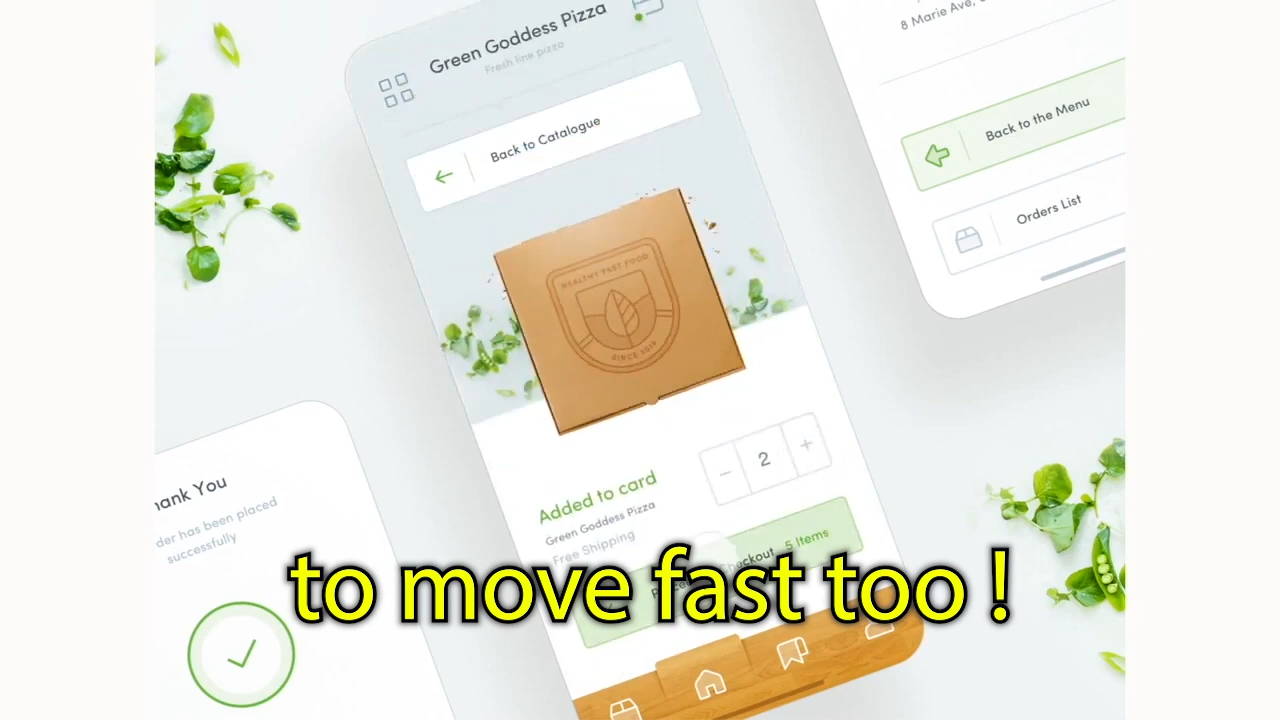 Green Goddess Pizza
Fresh line pizza
Back to Catalogue
HEALTHY FAST FOOD
Added to card
Green Goddess Pizza
Free Shipping
2
5 Items
8 Marie Ave,
Back to the Menu
Orders List
ank You
der has been placed
successfully
to move fast too !